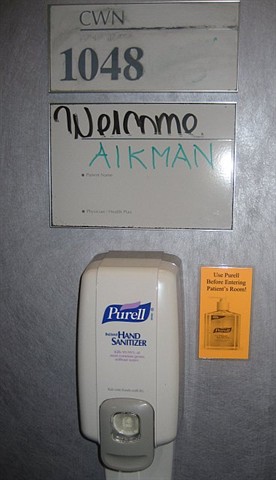 CWN
1048
Welcome
AIKMAN
Patient Name
Physician / Health Plan
Purell
Instant HAND
SANITIZER
Use Purell
Before Entering
Patient's Room!